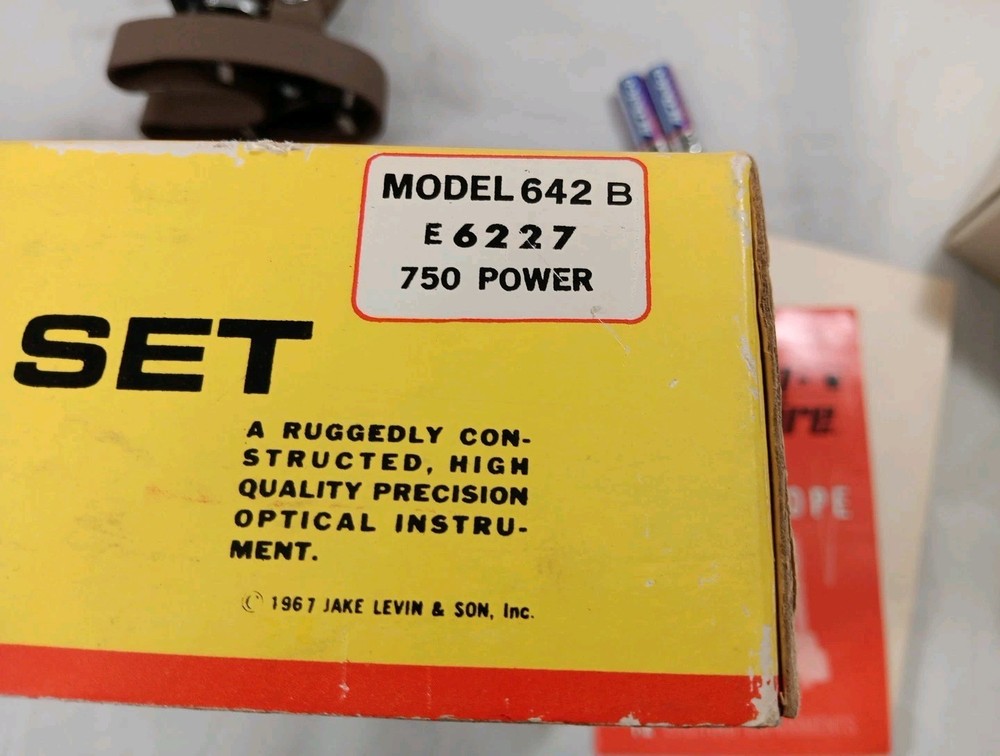 MODEL 642 B
E 6227
750 POWER
SET
A RUGGEDLY CON-
STRUCTED, HIGH
QUALITY PRECISION
OPTICAL INSTRU-
MENT.
© 1967 JAKE LEVIN & SON, Inc.